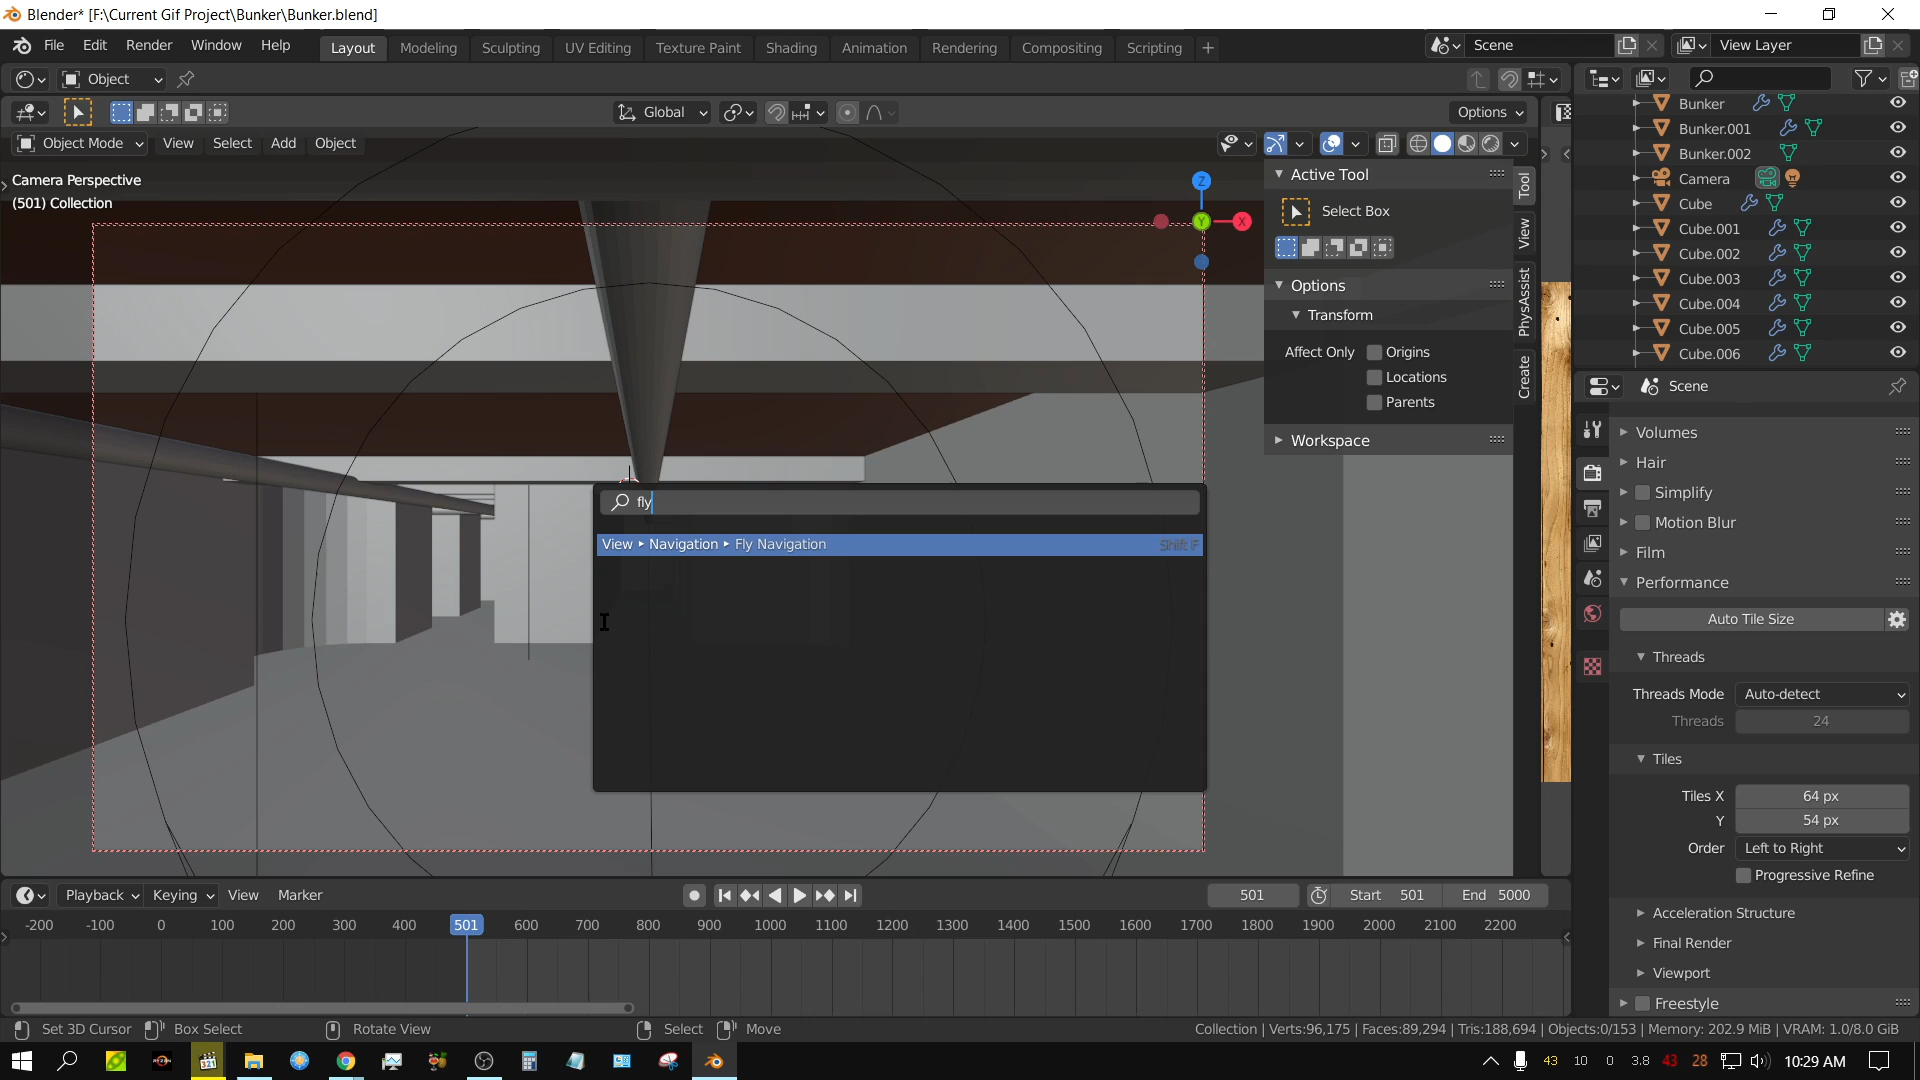 Blender* [F:\Current Gif Project\Bunker\Bunker.blend]
File Edit Render Window Help Layout Modeling Sculpting UV Editing Texture Paint Shading Animation Rendering Compositing Scripting + Scene View Layer
Object
Global Options
Object Mode View Select Add Object
Camera Perspective
(501) Collection
Z
Y
X
Active Tool
Select Box
Options
Transform
Affect Only Origins
Locations
Parents
Workspace
Tool
View
PhysAssist
Create
fly
View ▸ Navigation ▸ Fly Navigation Shift F
Bunker
Bunker.001
Bunker.002
Camera
Cube
Cube.001
Cube.002
Cube.003
Cube.004
Cube.005
Cube.006
Scene
Volumes
Hair
Simplify
Motion Blur
Film
Performance
Auto Tile Size
Threads
Threads Mode Auto-detect
Threads 24
Tiles
Tiles X 64 px
Y 54 px
Order Left to Right
Progressive Refine
Acceleration Structure
Final Render
Viewport
Freestyle
Playback Keying View Marker 501 Start 501 End 5000
-200 -100 0 100 200 300 400 501 600 700 800 900 1000 1100 1200 1300 1400 1500 1600 1700 1800 1900 2000 2100 2200
Set 3D Cursor Box Select Rotate View Select Move Collection | Verts:96,175 | Faces:89,294 | Tris:188,694 | Objects:0/153 | Memory: 202.9 MiB | VRAM: 1.0/8.0 GiB
RYZEN 321 43 10 0 3.8 43 28 10:29 AM